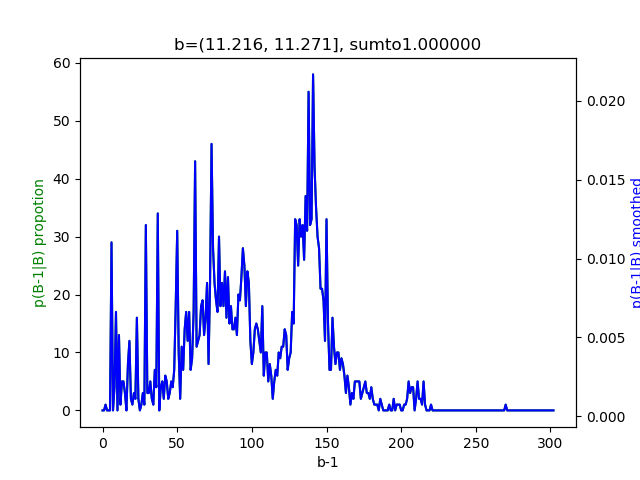 b=(11.216, 11.271], sumto1.000000
60
50
40
30
20
10
0
p(B-1|B) propotion
0.020
0.015
0.010
0.005
0.000
p(B-1|B) smoothed
0 50 100 150 200 250 300
b-1